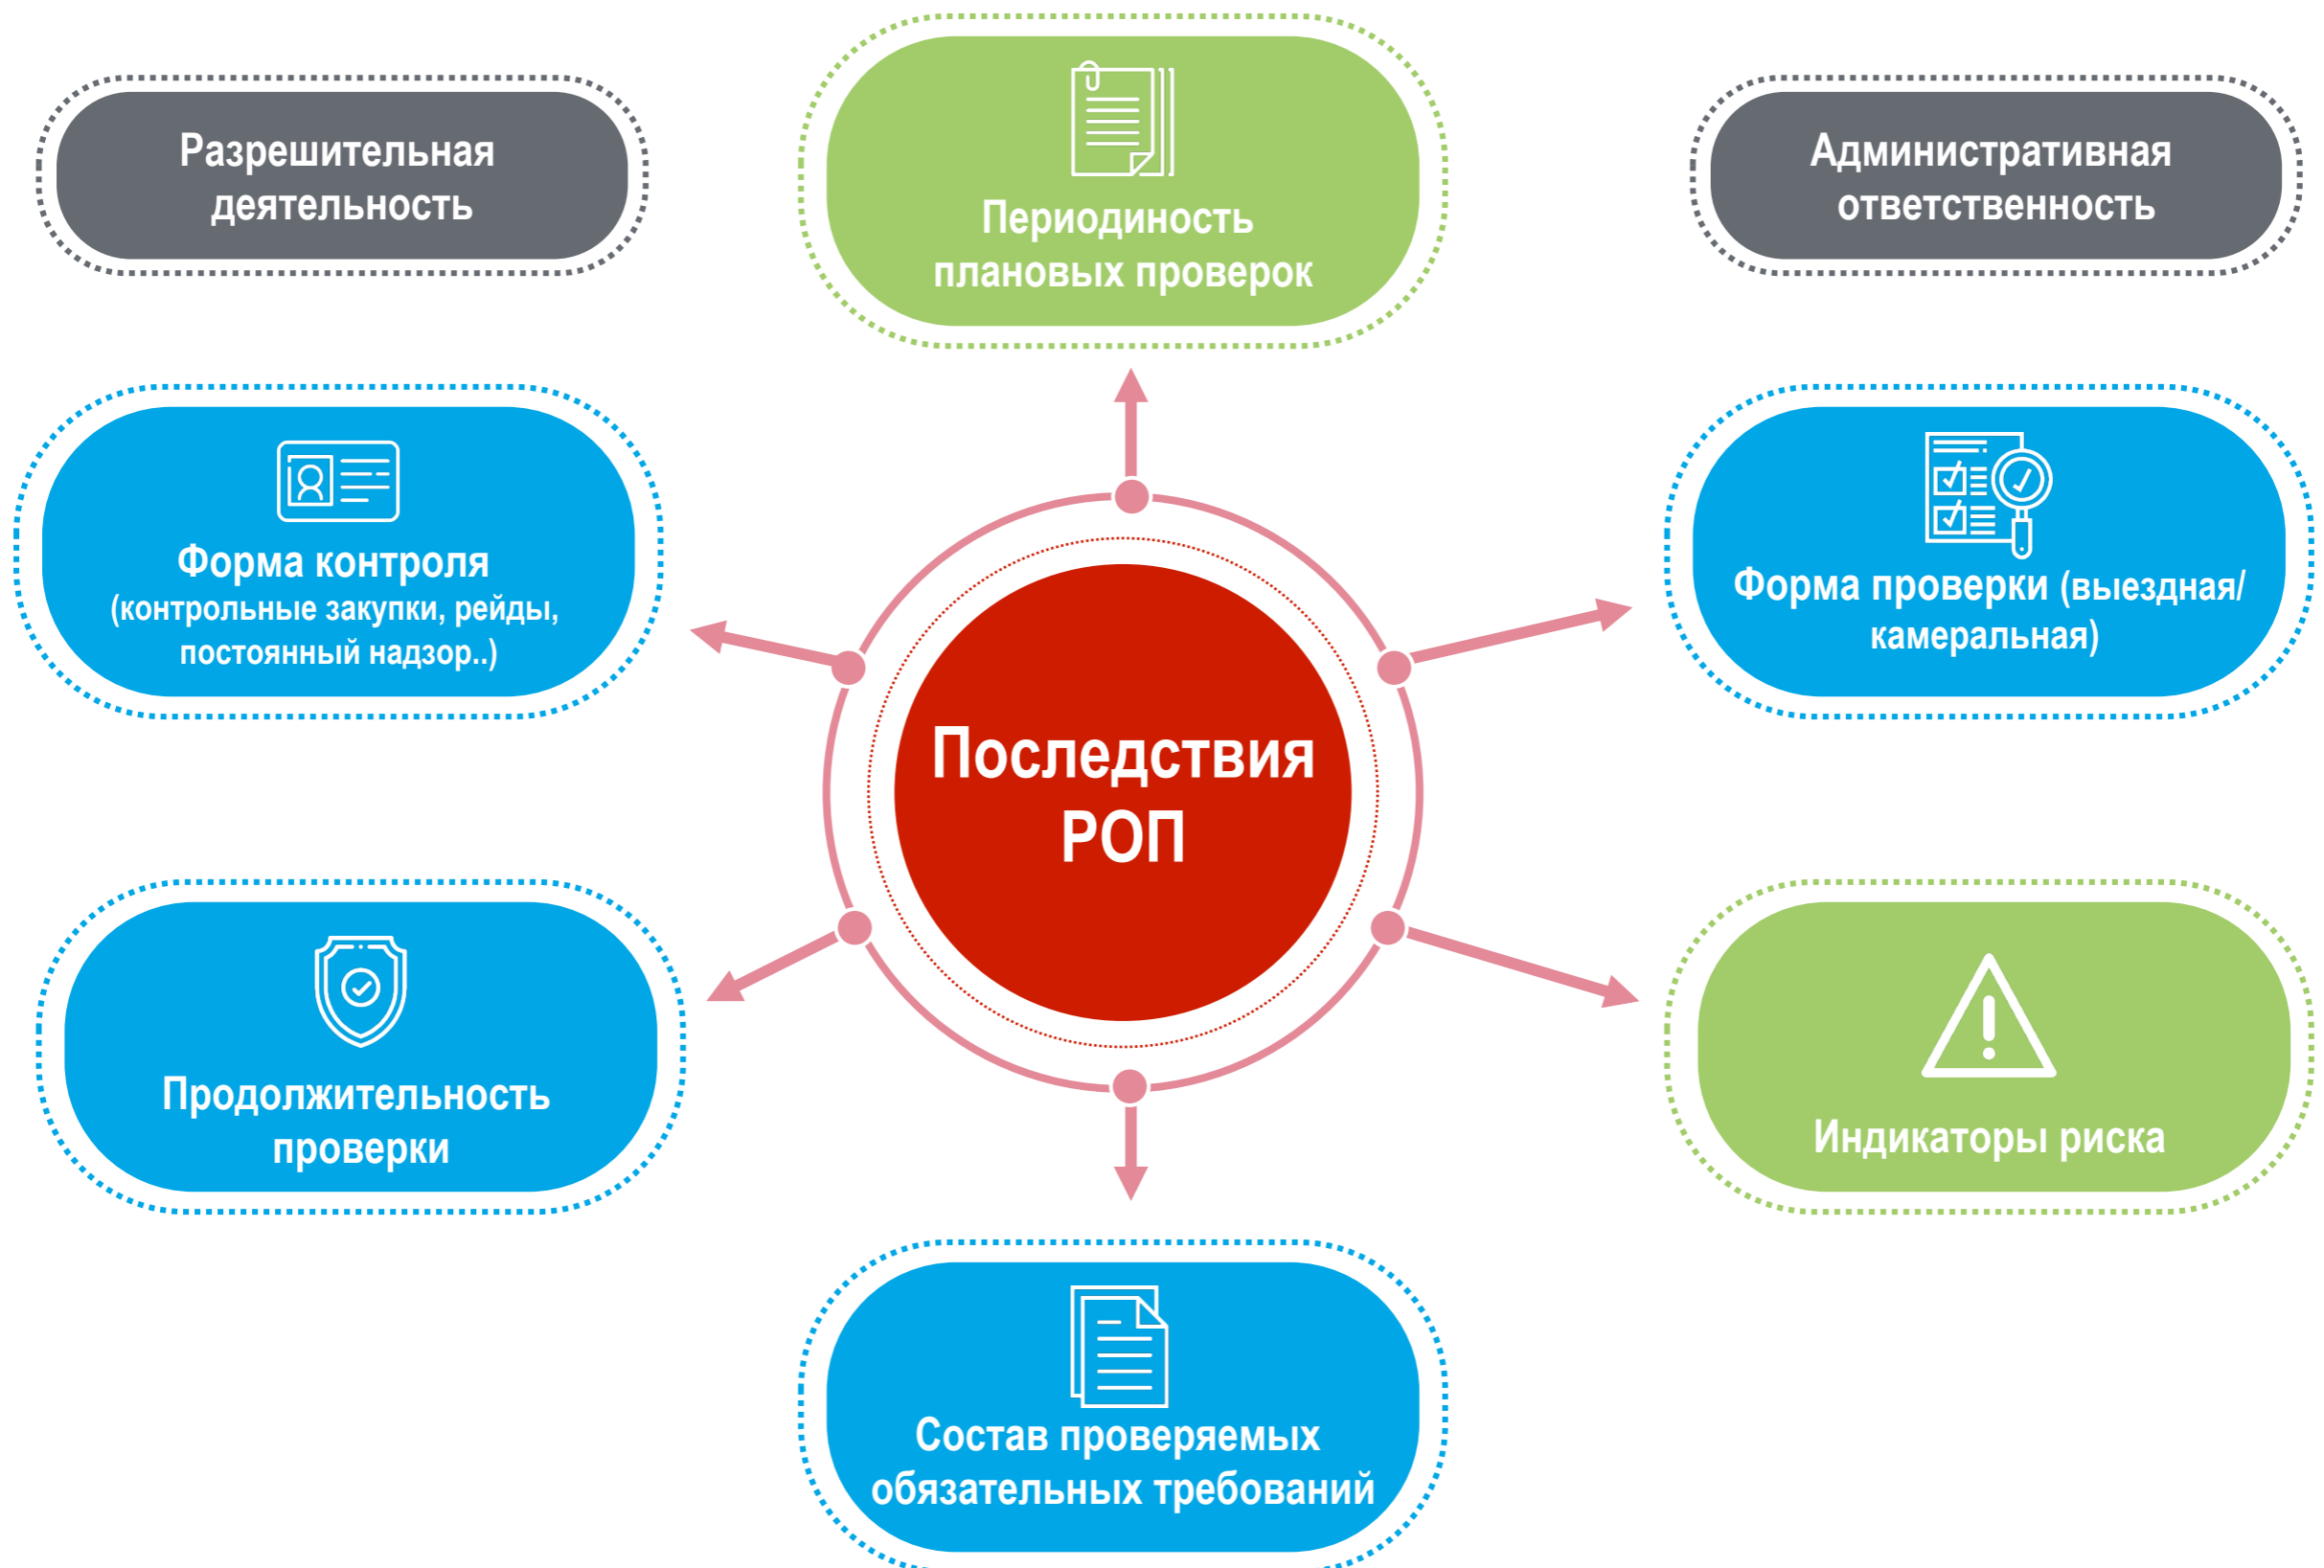 Разрешительная
деятельность
Периодиность
плановых проверок
Административная
ответственность
Форма контроля
(контрольные закупки, рейды,
постоянный надзор..)
Форма проверки (выездная/
камеральная)
Последствия
РОП
Продолжительность
проверки
Индикаторы риска
Состав проверяемых
обязательных требований